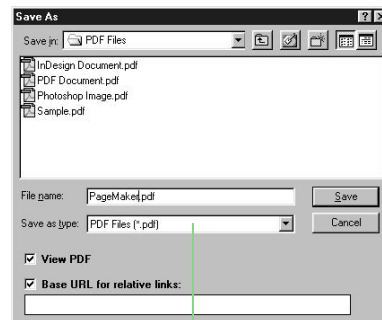 Save As
Save in: PDF Files
InDesign Document.pdf
PDF Document.pdf
Photoshop Image.pdf
Sample.pdf
File name: PageMaker.pdf Save
Save as type: PDF Files (*.pdf) Cancel
View PDF
Base URL for relative links: